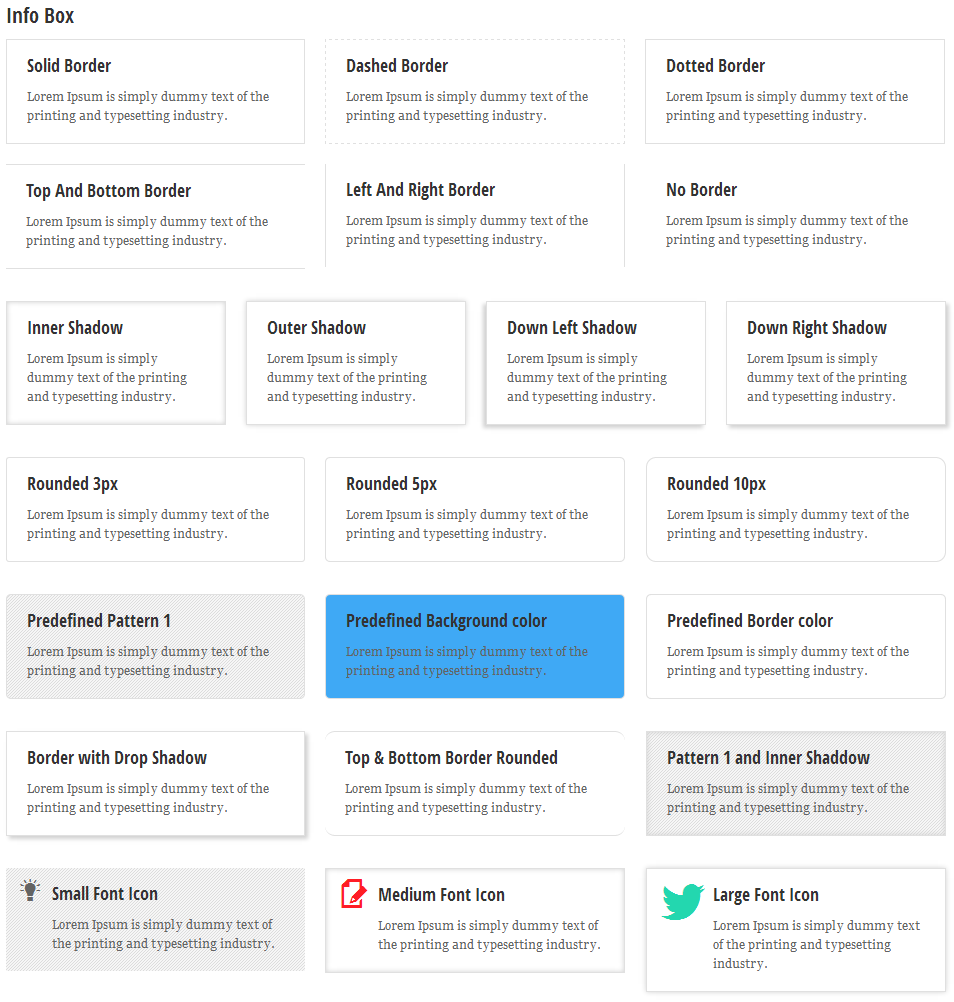 Info Box
Solid Border
Lorem Ipsum is simply dummy text of the
printing and typesetting industry.
Dashed Border
Lorem Ipsum is simply dummy text of the
printing and typesetting industry.
Dotted Border
Lorem Ipsum is simply dummy text of the
printing and typesetting industry.
Top And Bottom Border
Lorem Ipsum is simply dummy text of the
printing and typesetting industry.
Left And Right Border
Lorem Ipsum is simply dummy text of the
printing and typesetting industry.
No Border
Lorem Ipsum is simply dummy text of the
printing and typesetting industry.
Inner Shadow
Lorem Ipsum is simply
dummy text of the printing
and typesetting industry.
Outer Shadow
Lorem Ipsum is simply
dummy text of the printing
and typesetting industry.
Down Left Shadow
Lorem Ipsum is simply
dummy text of the printing
and typesetting industry.
Down Right Shadow
Lorem Ipsum is simply
dummy text of the printing
and typesetting industry.
Rounded 3px
Lorem Ipsum is simply dummy text of the
printing and typesetting industry.
Rounded 5px
Lorem Ipsum is simply dummy text of the
printing and typesetting industry.
Rounded 10px
Lorem Ipsum is simply dummy text of the
printing and typesetting industry.
Predefined Pattern 1
Lorem Ipsum is simply dummy text of the
printing and typesetting industry.
Predefined Background color
Lorem Ipsum is simply dummy text of the
printing and typesetting industry.
Predefined Border color
Lorem Ipsum is simply dummy text of the
printing and typesetting industry.
Border with Drop Shadow
Lorem Ipsum is simply dummy text of the
printing and typesetting industry.
Top & Bottom Border Rounded
Lorem Ipsum is simply dummy text of the
printing and typesetting industry.
Pattern 1 and Inner Shaddow
Lorem Ipsum is simply dummy text of the
printing and typesetting industry.
Small Font Icon
Lorem Ipsum is simply dummy text of
the printing and typesetting industry.
Medium Font Icon
Lorem Ipsum is simply dummy text of
the printing and typesetting industry.
Large Font Icon
Lorem Ipsum is simply dummy text
of the printing and typesetting
industry.